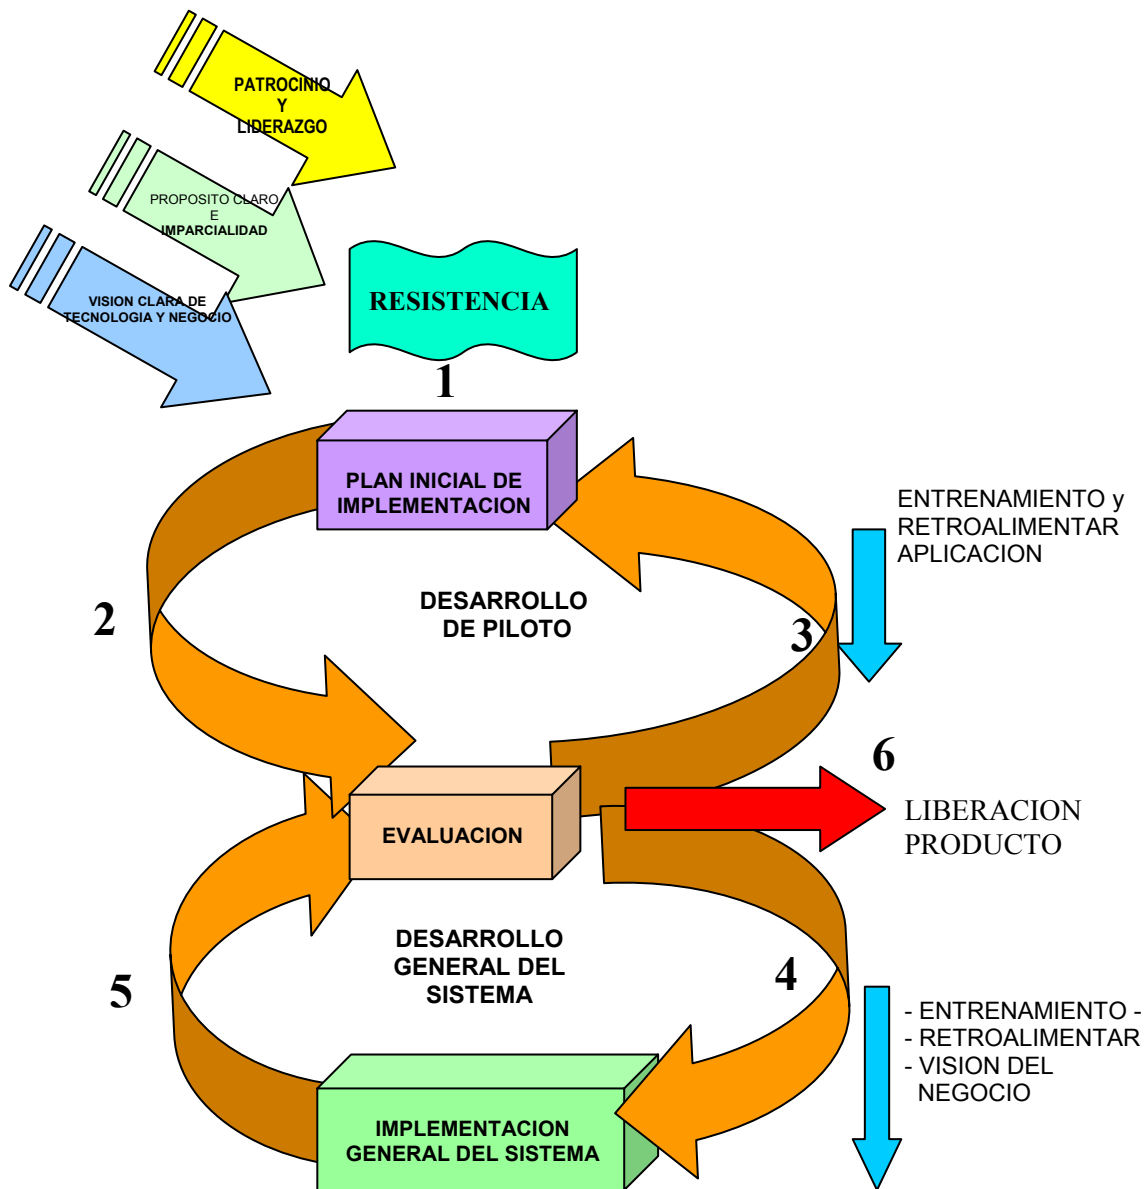 PATROCINIO
Y
LIDERAZGO
PROPOSITO CLARO
E
IMPARCIALIDAD
VISION CLARA DE
TECNOLOGIA Y NEGOCIO
RESISTENCIA
1
PLAN INICIAL DE
IMPLEMENTACION
ENTRENAMIENTO y
RETROALIMENTAR
APLICACION
2
DESARROLLO
DE PILOTO
3
6
LIBERACION
PRODUCTO
EVALUACION
DESARROLLO
GENERAL DEL
SISTEMA
5
4
- ENTRENAMIENTO -
- RETROALIMENTAR
- VISION DEL
NEGOCIO
IMPLEMENTACION
GENERAL DEL SISTEMA